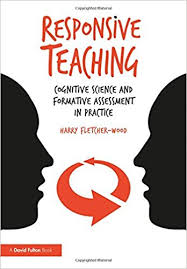 RESPONSIVE
TEACHING
COGNITIVE SCIENCE AND
FORMATIVE ASSESSMENT
IN PRACTICE
HARRY FLETCHER-WOOD
A David Fulton Book